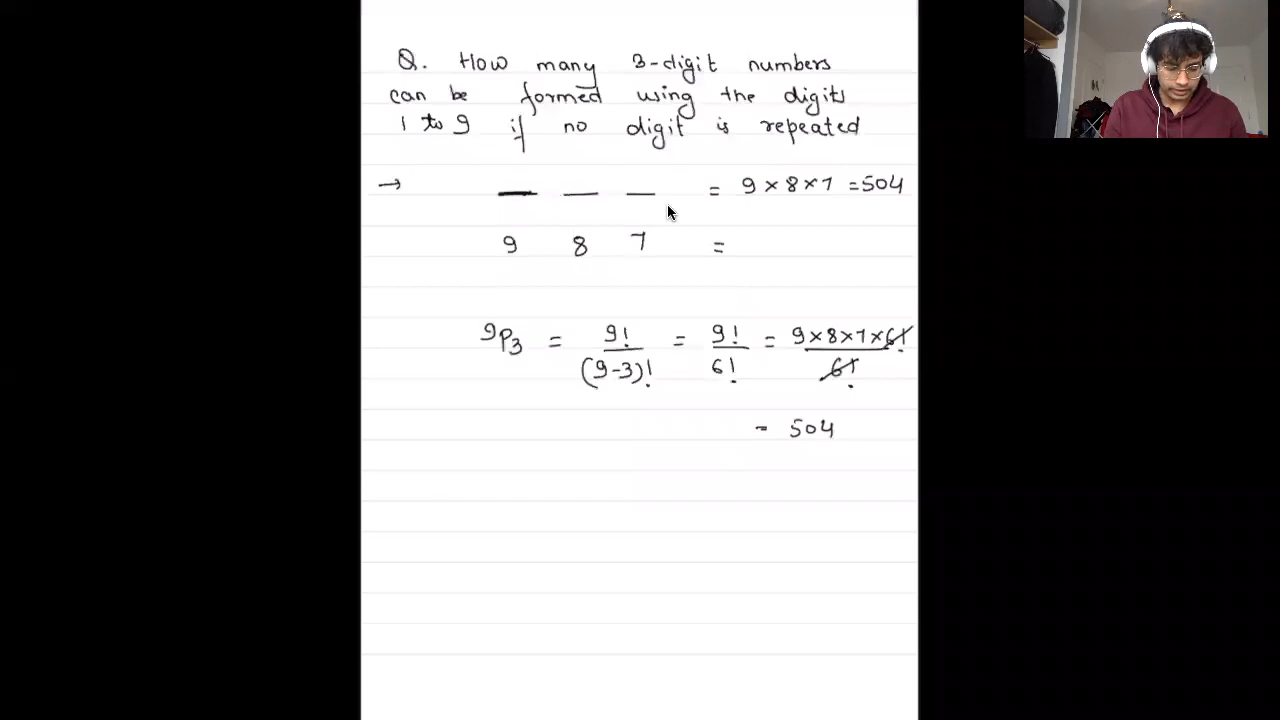 Q. How many 3-digit numbers
can be formed using the digits
1 to 9 if no digit is repeated
→ _ _ _ = 9 × 8 × 7 = 504
9 8 7 =
⁹P₃ = 9! / (9-3)! = 9! / 6! = 9 × 8 × 7 × 6! / 6!
= 504